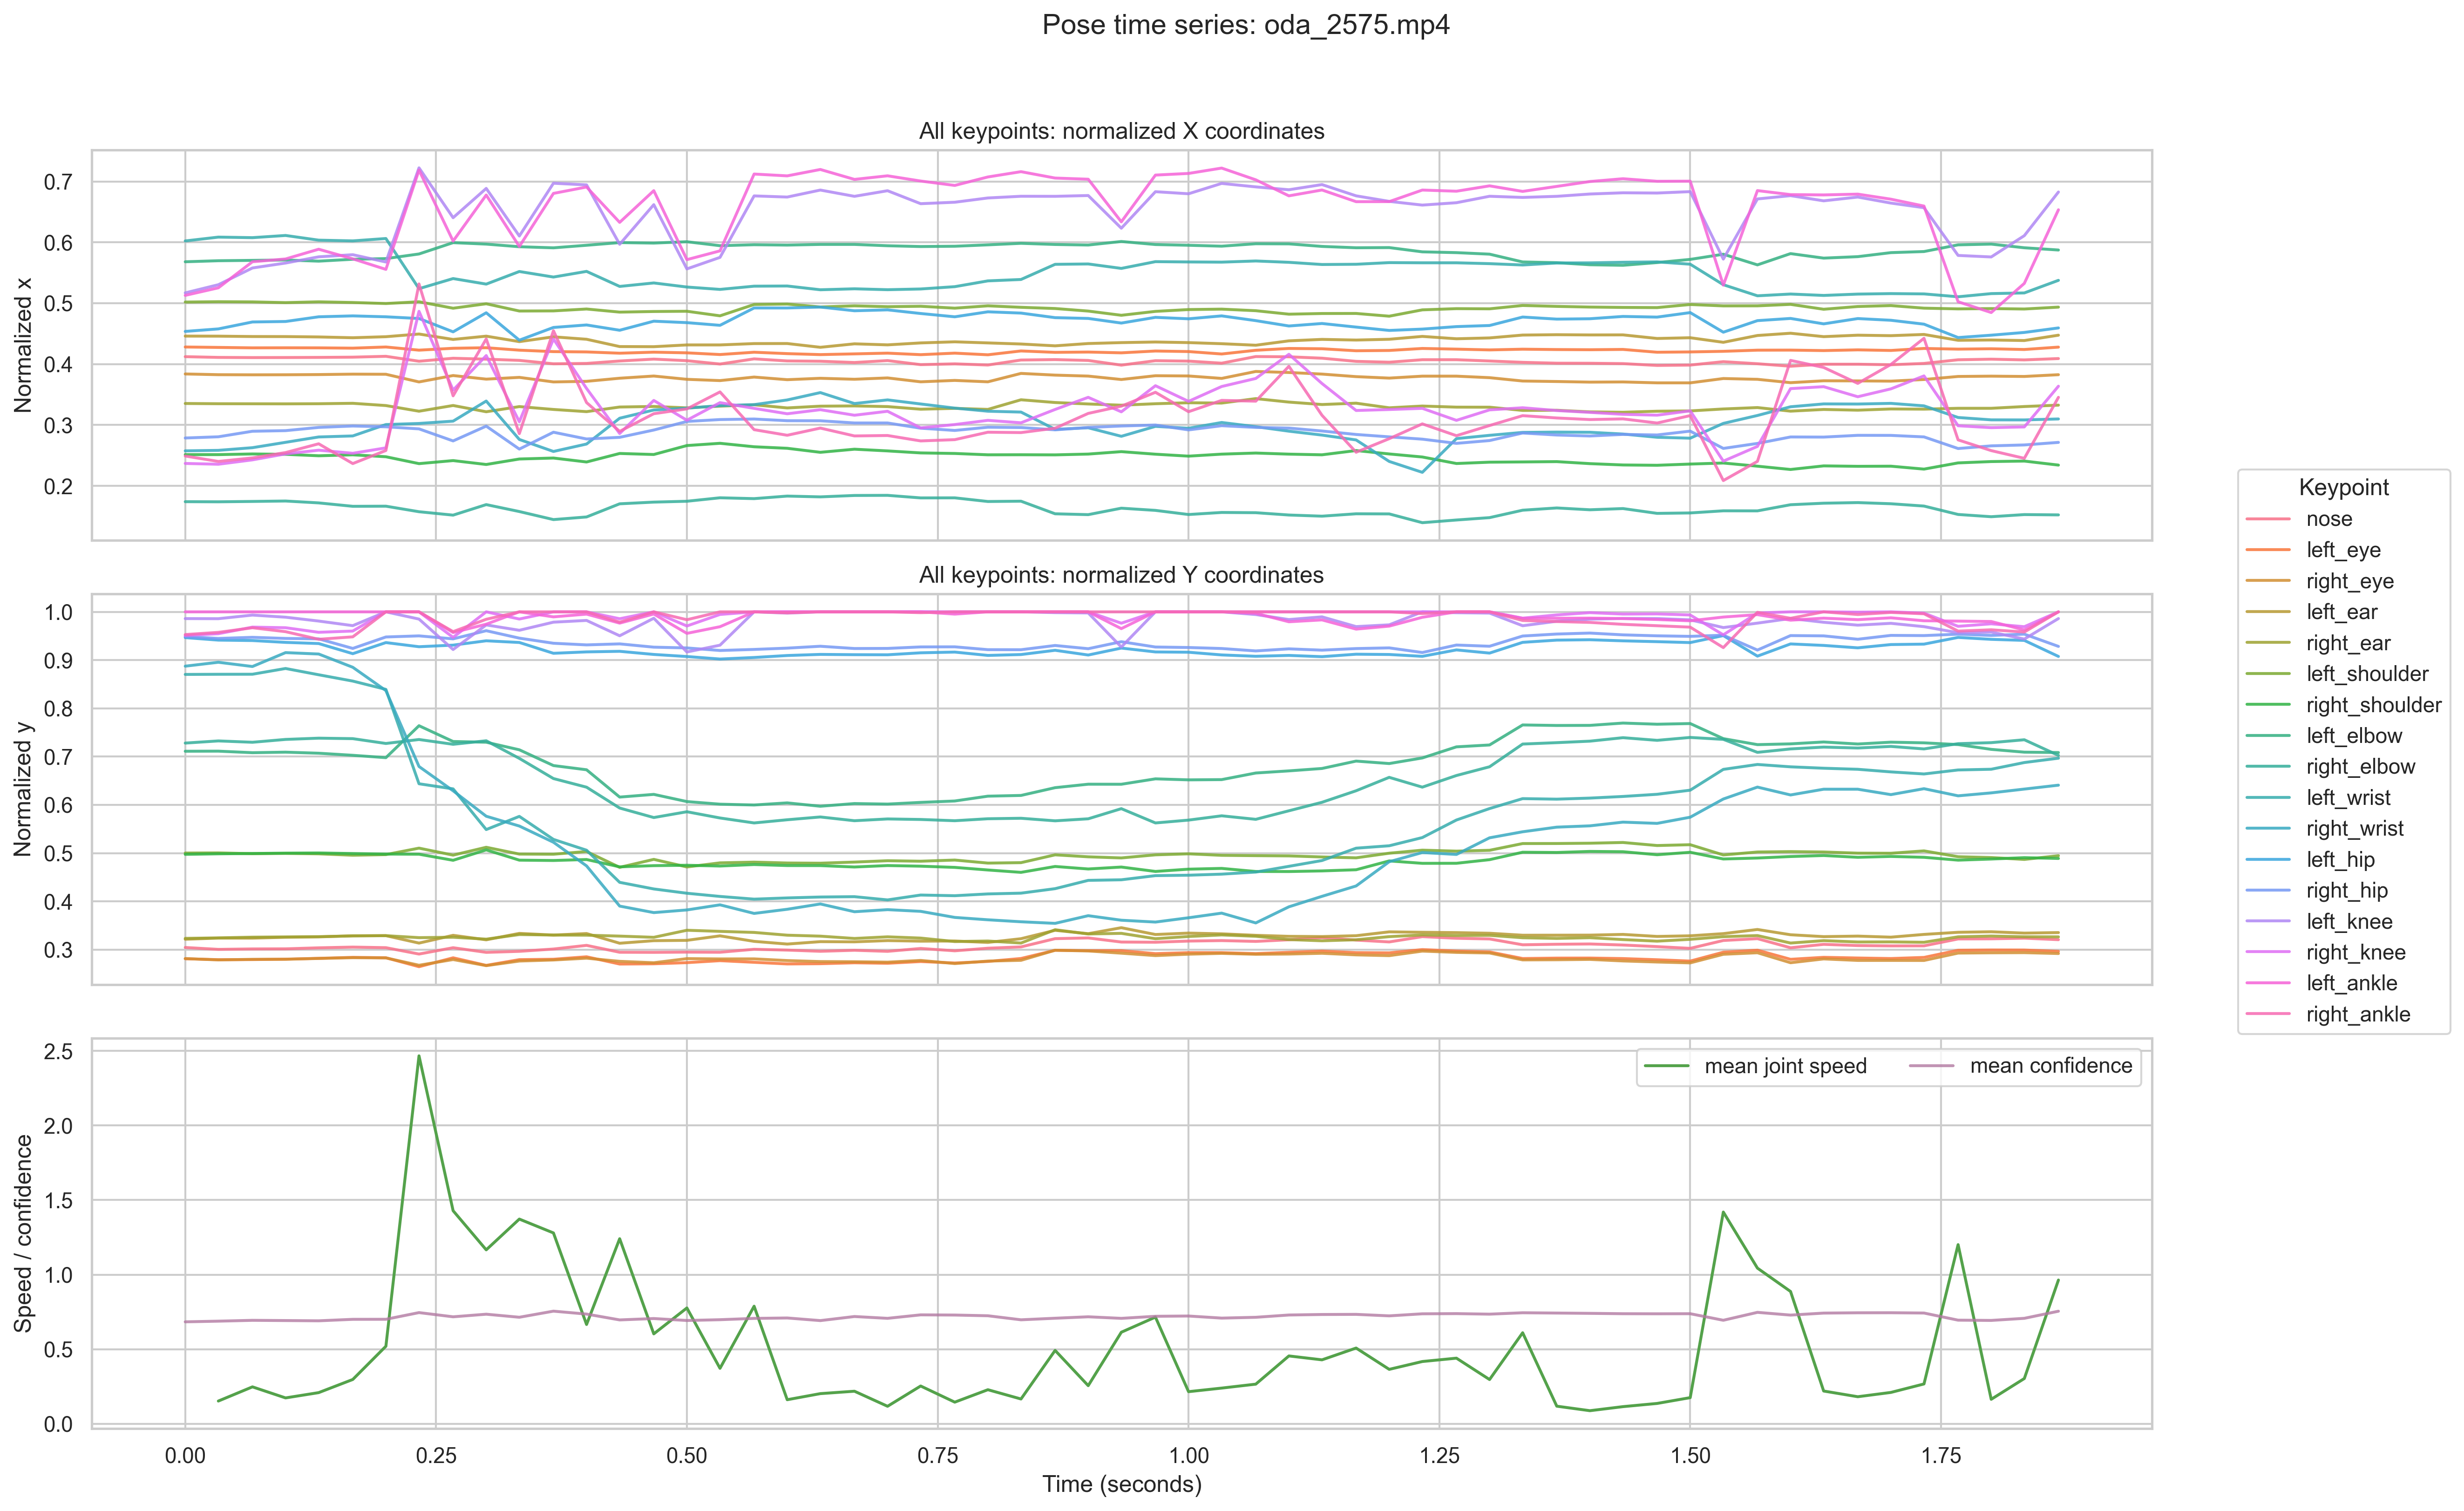 Pose time series: oda_2575.mp4
All keypoints: normalized X coordinates
Normalized x
0.7
0.6
0.5
0.4
0.3
0.2
All keypoints: normalized Y coordinates
Normalized y
1.0
0.9
0.8
0.7
0.6
0.5
0.4
0.3
Keypoint
nose
left_eye
right_eye
left_ear
right_ear
left_shoulder
right_shoulder
left_elbow
right_elbow
left_wrist
right_wrist
left_hip
right_hip
left_knee
right_knee
left_ankle
right_ankle
Speed / confidence
2.5
2.0
1.5
1.0
0.5
0.0
mean joint speed mean confidence
0.00 0.25 0.50 0.75 1.00 1.25 1.50 1.75
Time (seconds)